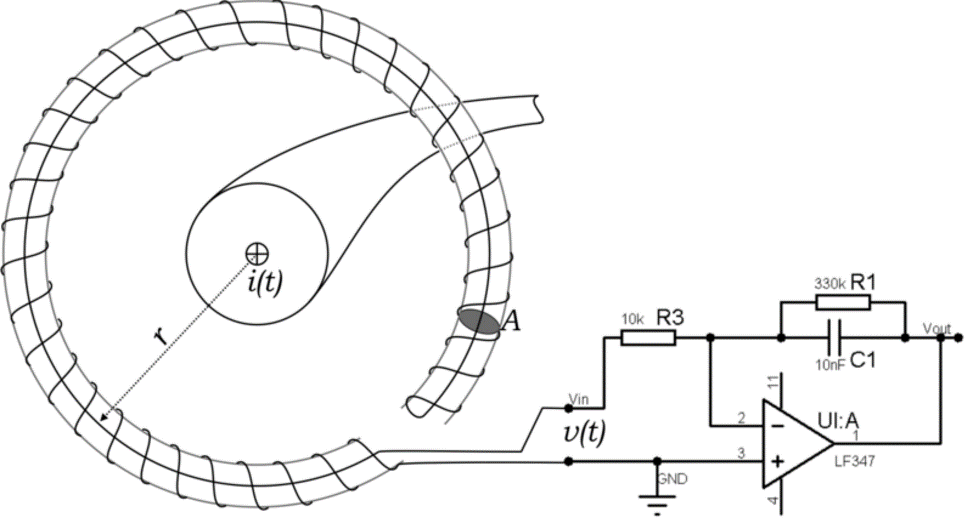 i(t)
r
A
330k R1
10k R3
Vout
10nF C1
Vin
11
v(t)
2
UI:A
1
3
LF347
GND
4